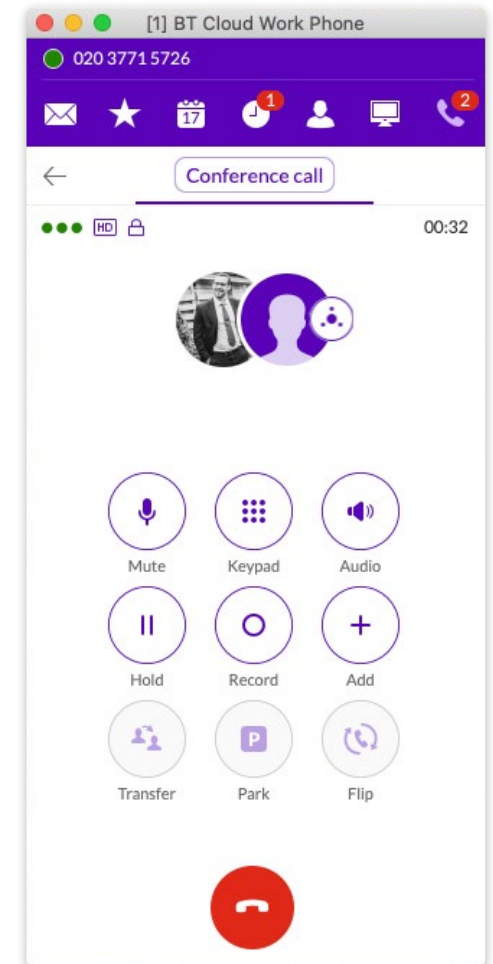 [1] BT Cloud Work Phone
020 3771 5726
17 1 2
Conference call
HD 00:32
Mute Keypad Audio
Hold Record Add
P
Transfer Park Flip